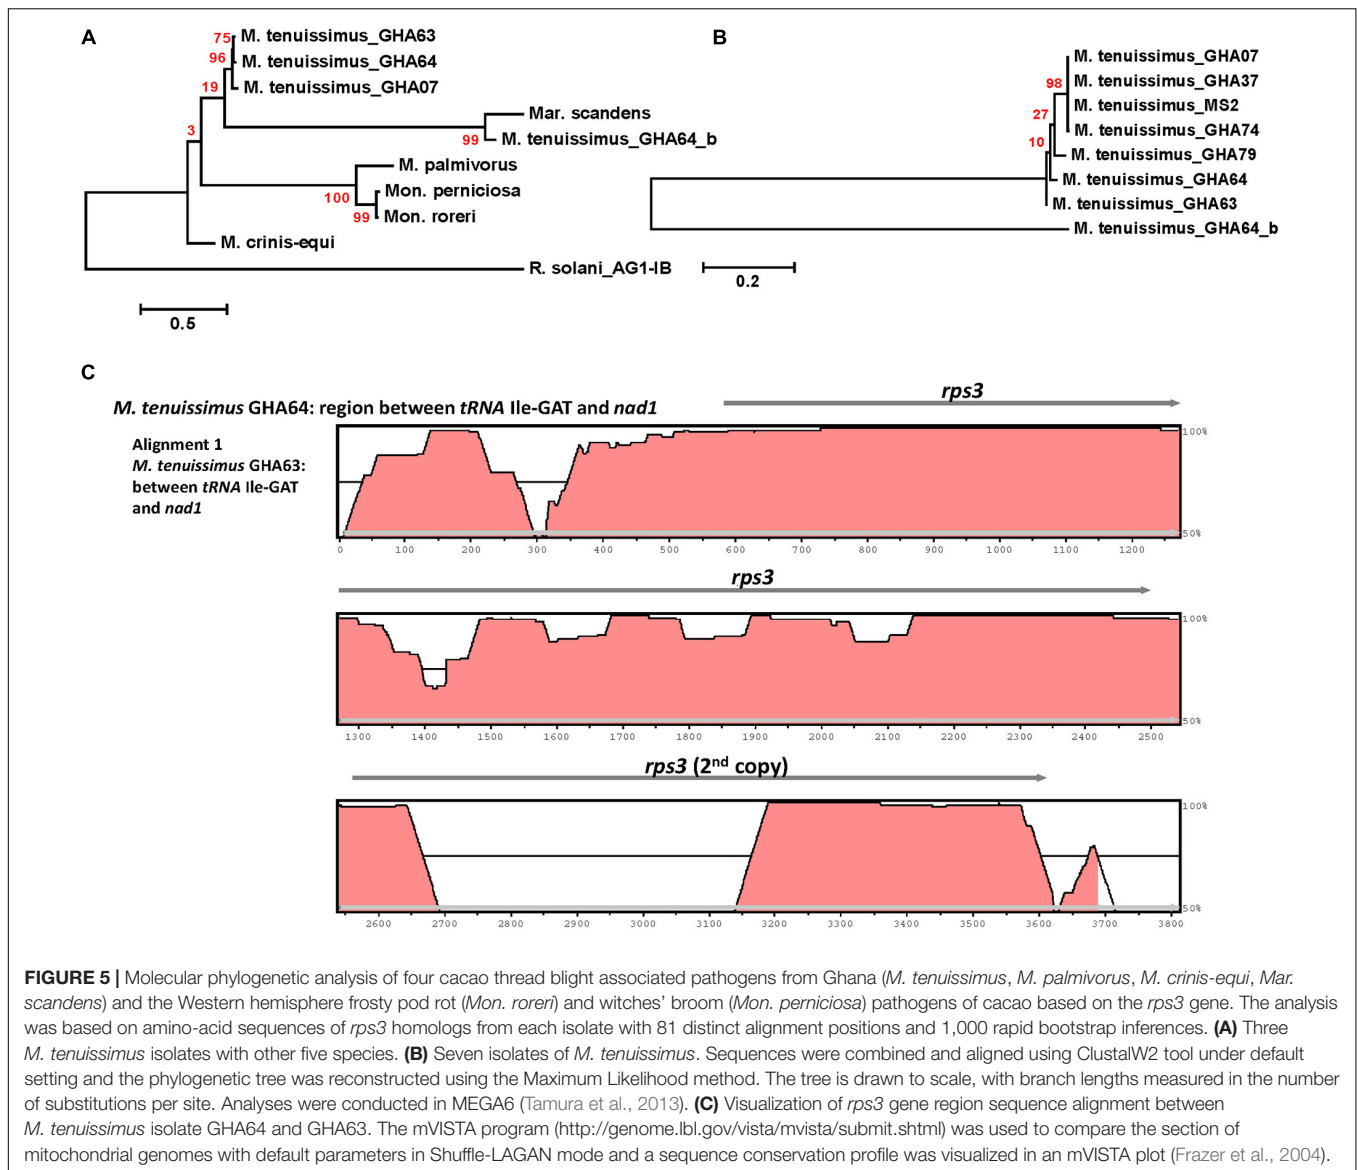 A
M. tenuissimus_GHA63
M. tenuissimus_GHA64
M. tenuissimus_GHA07
Mar. scandens
M. tenuissimus_GHA64_b
M. palmivorus
Mon. perniciosa
Mon. roreri
M. crinis-equi
R. solani_AG1-IB
75
96
19
3
99
100
99
0.5
B
M. tenuissimus_GHA07
M. tenuissimus_GHA37
M. tenuissimus_MS2
M. tenuissimus_GHA74
M. tenuissimus_GHA79
M. tenuissimus_GHA64
M. tenuissimus_GHA63
M. tenuissimus_GHA64_b
98
27
10
0.2
C
rps3
M. tenuissimus GHA64: region between tRNA Ile-GAT and nad1
Alignment 1
M. tenuissimus GHA63:
between tRNA Ile-GAT
and nad1
100%
50%
0 100 200 300 400 500 600 700 800 900 1000 1100 1200
rps3
100%
50%
1300 1400 1500 1600 1700 1800 1900 2000 2100 2200 2300 2400 2500
rps3 (2nd copy)
100%
50%
2600 2700 2800 2900 3000 3100 3200 3300 3400 3500 3600 3700 3800
FIGURE 5 | Molecular phylogenetic analysis of four cacao thread blight associated pathogens from Ghana (M. tenuissimus, M. palmivorus, M. crinis-equi, Mar.
scandens) and the Western hemisphere frosty pod rot (Mon. roreri) and witches' broom (Mon. perniciosa) pathogens of cacao based on the rps3 gene. The analysis
was based on amino-acid sequences of rps3 homologs from each isolate with 81 distinct alignment positions and 1,000 rapid bootstrap inferences. (A) Three
M. tenuissimus isolates with other five species. (B) Seven isolates of M. tenuissimus. Sequences were combined and aligned using ClustalW2 tool under default
setting and the phylogenetic tree was reconstructed using the Maximum Likelihood method. The tree is drawn to scale, with branch lengths measured in the number
of substitutions per site. Analyses were conducted in MEGA6 (Tamura et al., 2013). (C) Visualization of rps3 gene region sequence alignment between
M. tenuissimus isolate GHA64 and GHA63. The mVISTA program (http://genome.lbl.gov/vista/mvista/submit.shtml) was used to compare the section of
mitochondrial genomes with default parameters in Shuffle-LAGAN mode and a sequence conservation profile was visualized in an mVISTA plot (Frazer et al., 2004).